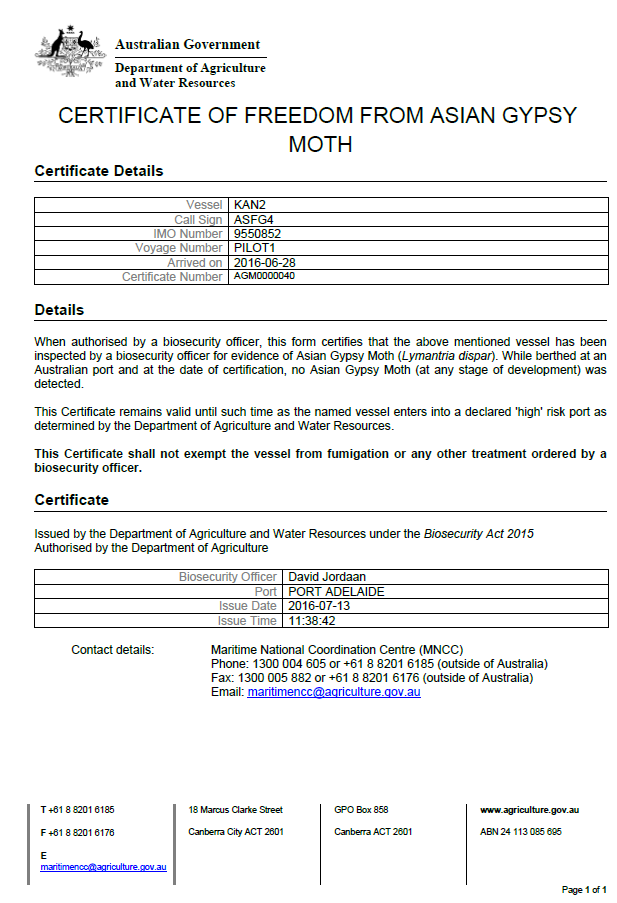 Australian Government
Department of Agriculture
and Water Resources
CERTIFICATE OF FREEDOM FROM ASIAN GYPSY
MOTH
Certificate Details
Vessel KAN2
Call Sign ASFG4
IMO Number 9550852
Voyage Number PILOT1
Arrived on 2016-06-28
Certificate Number AGM0000040
Details
When authorised by a biosecurity officer, this form certifies that the above mentioned vessel has been
inspected by a biosecurity officer for evidence of Asian Gypsy Moth (Lymantria dispar). While berthed at an
Australian port and at the date of certification, no Asian Gypsy Moth (at any stage of development) was
detected.
This Certificate remains valid until such time as the named vessel enters into a declared 'high' risk port as
determined by the Department of Agriculture and Water Resources.
This Certificate shall not exempt the vessel from fumigation or any other treatment ordered by a
biosecurity officer.
Certificate
Issued by the Department of Agriculture and Water Resources under the Biosecurity Act 2015
Authorised by the Department of Agriculture
Biosecurity Officer David Jordaan
Port PORT ADELAIDE
Issue Date 2016-07-13
Issue Time 11:38:42
Contact details: Maritime National Coordination Centre (MNCC)
Phone: 1300 004 605 or +61 8 8201 6185 (outside of Australia)
Fax: 1300 005 882 or +61 8 8201 6176 (outside of Australia)
Email: maritimencc@agriculture.gov.au
T +61 8 8201 6185 18 Marcus Clarke Street GPO Box 858 www.agriculture.gov.au
F +61 8 8201 6176 Canberra City ACT 2601 Canberra ACT 2601 ABN 24 113 085 695
E
maritimencc@agriculture.gov.au
Page 1 of 1